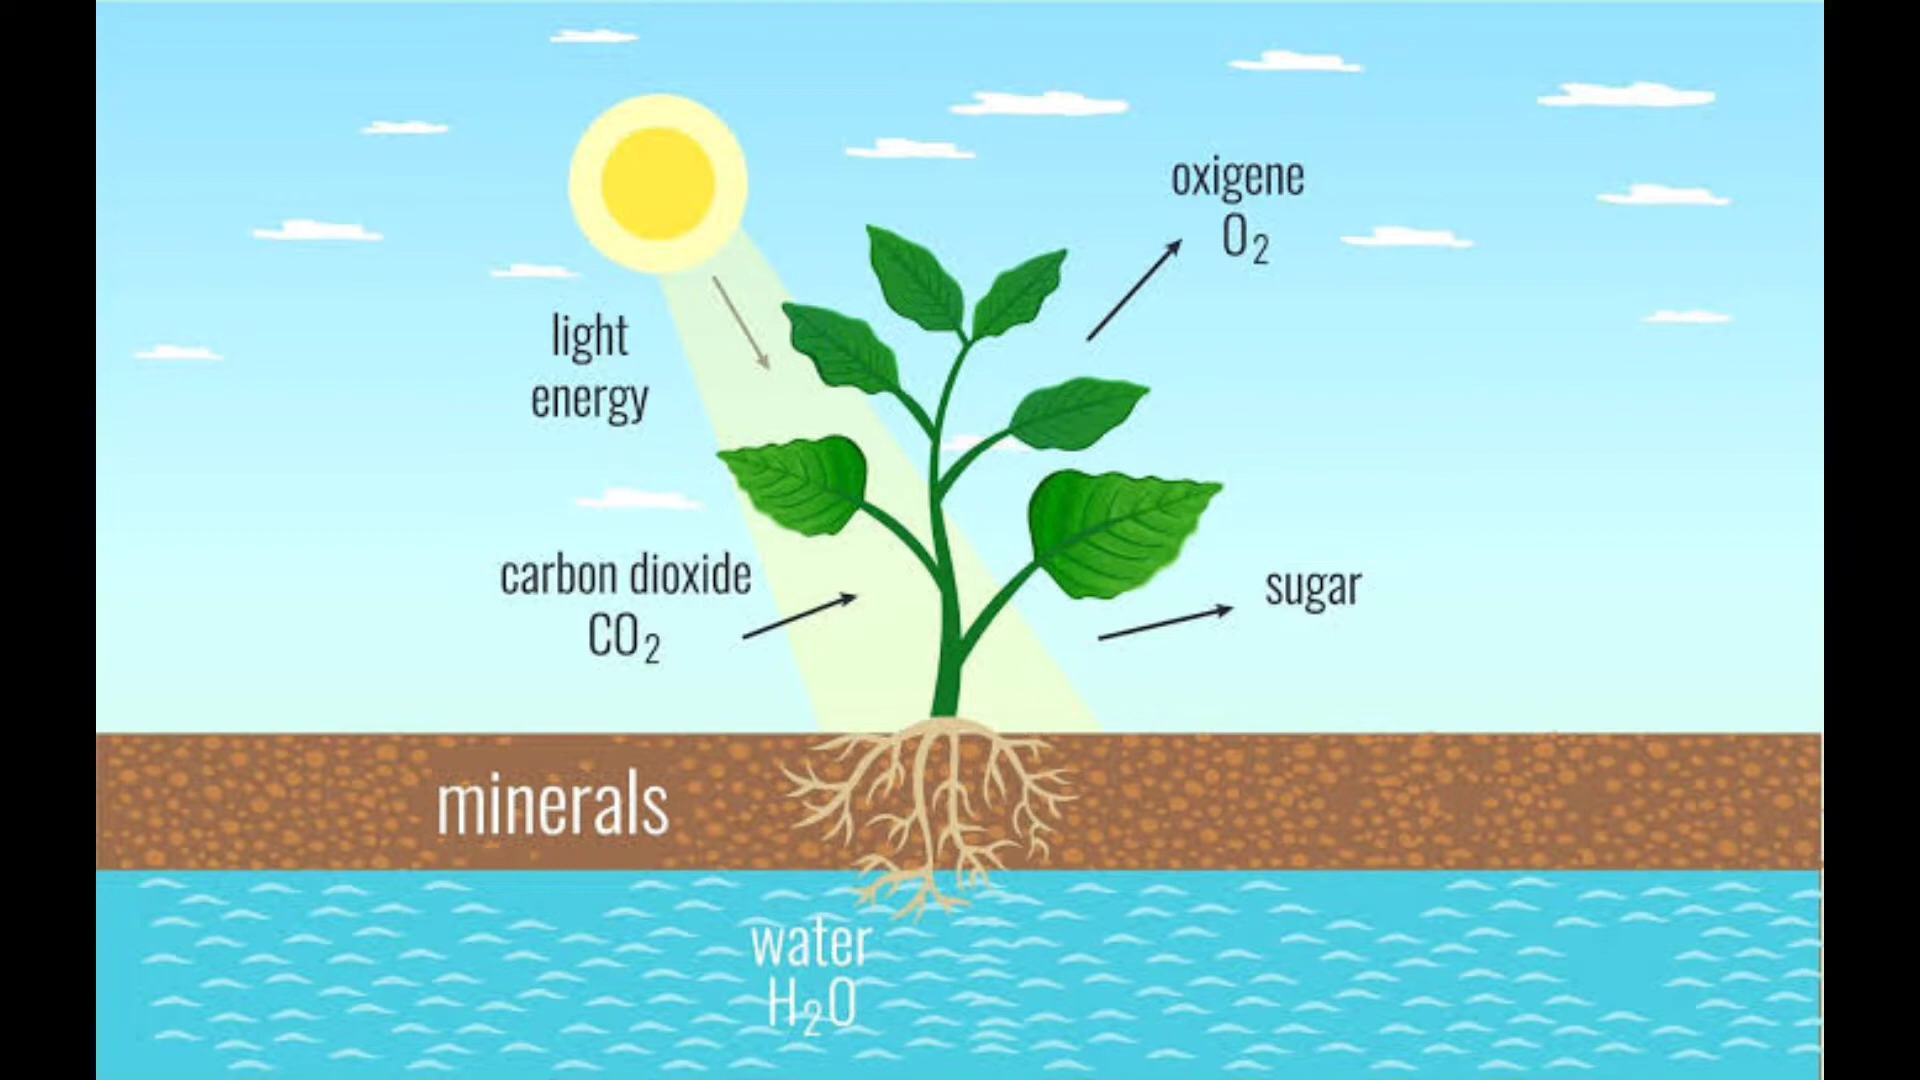 oxigene
O₂
light
energy
carbon dioxide
CO₂
sugar
minerals
water
H₂O